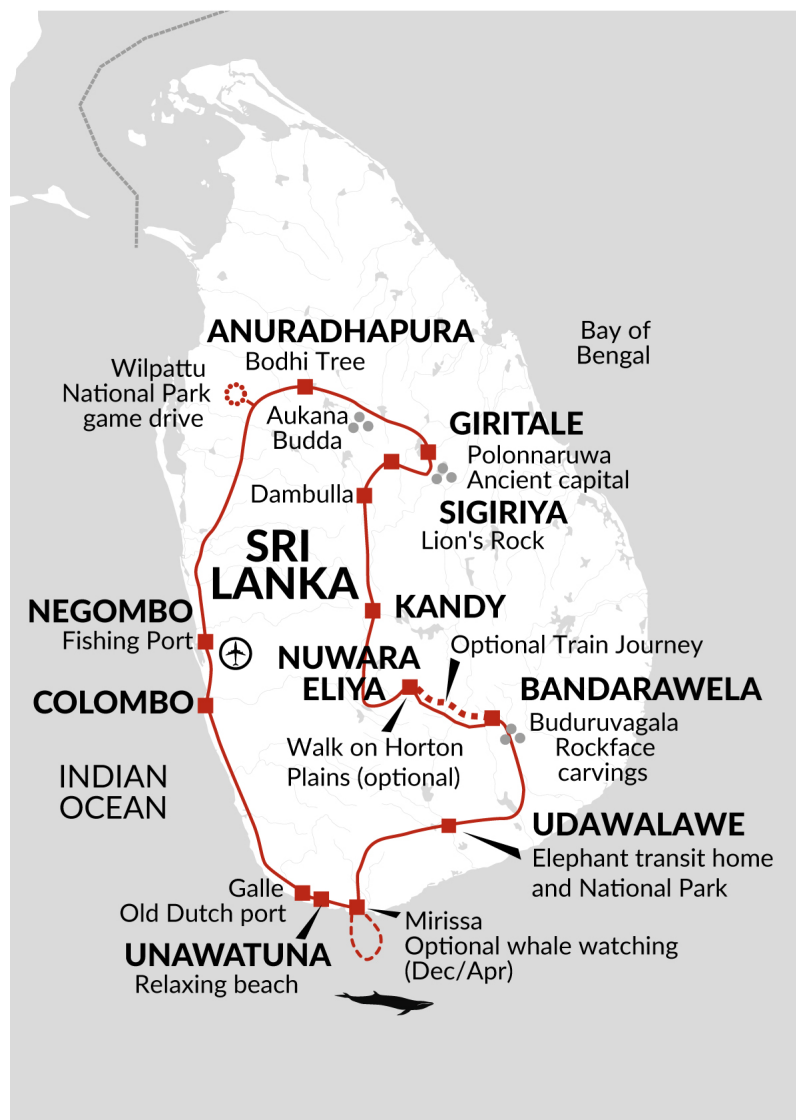 ANURADHAPURA
Bodhi Tree
Bay of
Bengal
Wilpattu
National Park
game drive
Aukana
Budda
GIRITALE
Polonnaruwa
Ancient capital
Dambulla
SIGIRIYA
Lion's Rock
SRI
LANKA
NEGOMBO
Fishing Port
KANDY
Optional Train Journey
NUWARA
ELIYA
COLOMBO
BANDARAWELA
Buduruvagala
Rockface
carvings
Walk on Horton
Plains (optional)
INDIAN
OCEAN
UDAWALAWE
Elephant transit home
and National Park
Galle
Old Dutch port
UNAWATUNA
Relaxing beach
Mirissa
Optional whale watching
(Dec/Apr)